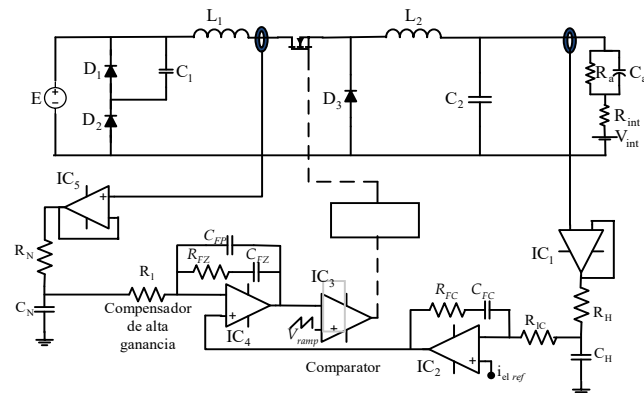 L1
L2
D1
C1
E
D2
D3
C2
Ra
Ca
Rint
Vint
IC5
IC1
RN
CFP
RFZ
CFZ
IC3
R1
RFC
CFC
RH
CN
Compensador
de alta
ganancia
IC4
Vramp
RIC
CH
IC2
Comparator
iel ref